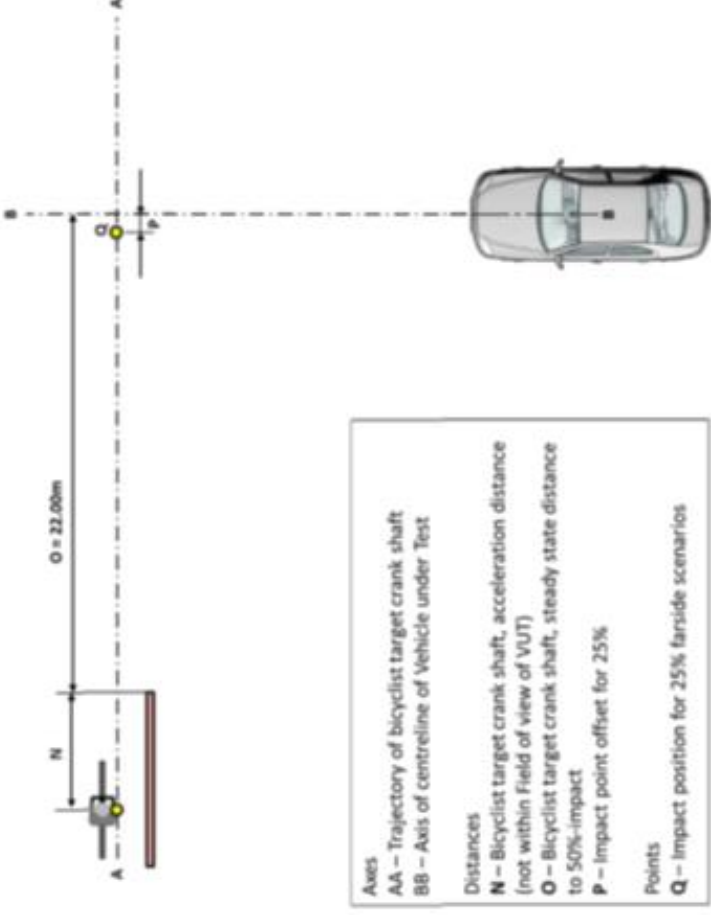 A
A
B
B
Q
P
N
O = 22.00m
Axes
AA – Trajectory of bicyclist target crank shaft
BB – Axis of centreline of Vehicle under Test
Distances
N – Bicyclist target crank shaft, acceleration distance
(not within Field of view of VUT)
O – Bicyclist target crank shaft, steady state distance
to 50%-impact
P – Impact point offset for 25%
Points
Q – Impact position for 25% farside scenarios